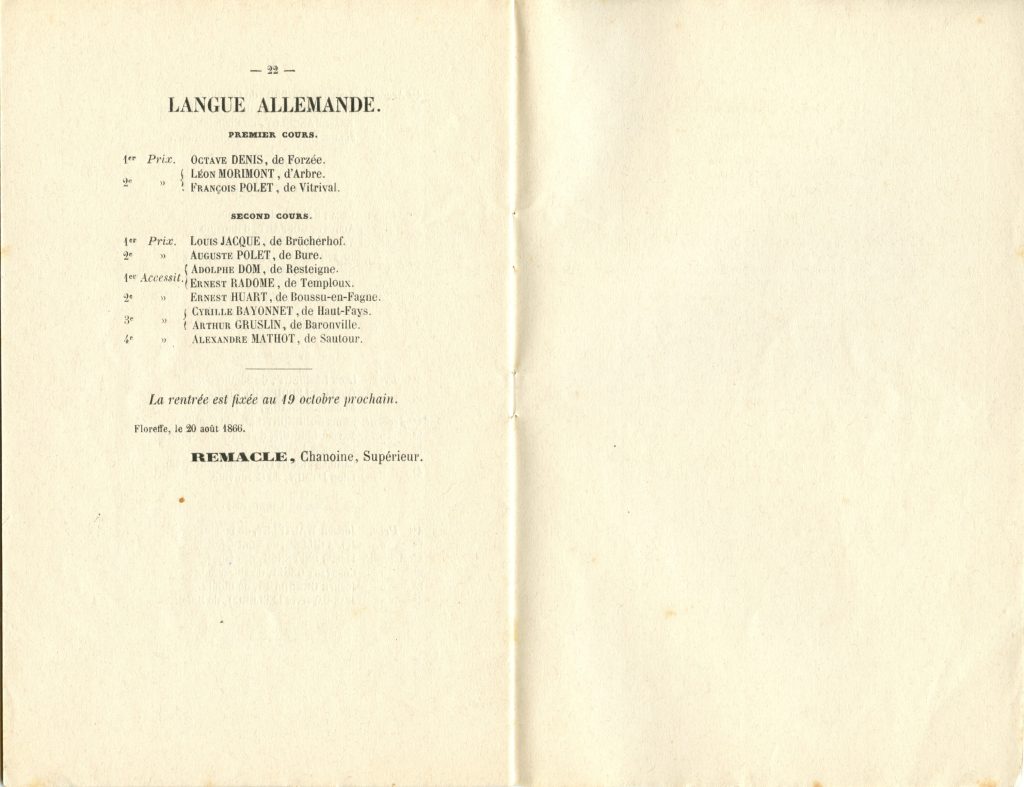 — 22 —
LANGUE ALLEMANDE.
PREMIER COURS.
1er Prix. OCTAVE DENIS, de Forzée.
2e » LÉON MORIMONT, d'Arbre.
FRANÇOIS POLET, de Vitrival.
SECOND COURS.
1er Prix. LOUIS JACQUE, de Brücherhof.
2e » AUGUSTE POLET, de Bure.
1er Accessit. ADOLPHE DOM, de Resteigne.
ERNEST RADOME, de Temploux.
2e » ERNEST HUART, de Boussu-en-Fagne.
3e » CYRILLE BAYONNET, de Haut-Fays.
ARTHUR GRUSLIN, de Baronville.
4e » ALEXANDRE MATHOT, de Sautour.
La rentrée est fixée au 19 octobre prochain.
Floreffe, le 20 août 1866.
REMACLE, Chanoine, Supérieur.